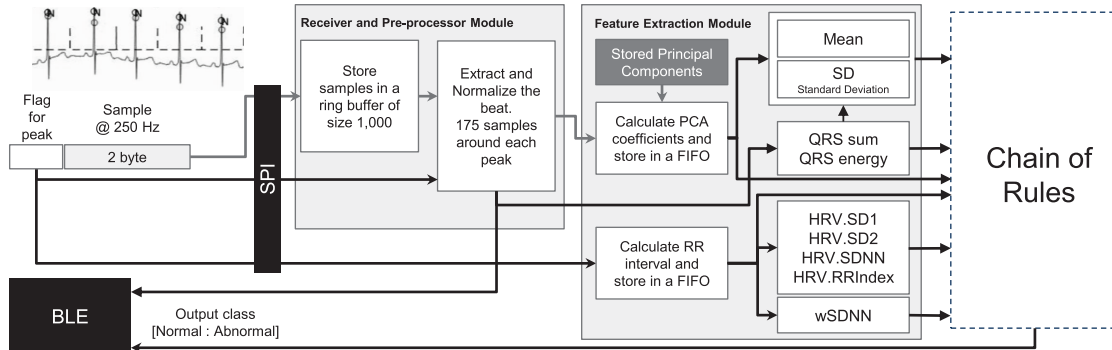 N N N N N
Flag
for
peak
Sample
@ 250 Hz
2 byte
SPI
Receiver and Pre-processor Module
Store
samples in a
ring buffer of
size 1,000
Extract and
Normalize the
beat.
175 samples
around each
peak
Feature Extraction Module
Stored Principal
Components
Calculate PCA
coefficients and
store in a FIFO
Mean
SD
Standard Deviation
QRS sum
QRS energy
Calculate RR
interval and
store in a FIFO
HRV.SD1
HRV.SD2
HRV.SDNN
HRV.RRIndex
wSDNN
Chain of
Rules
BLE
Output class
[Normal : Abnormal]